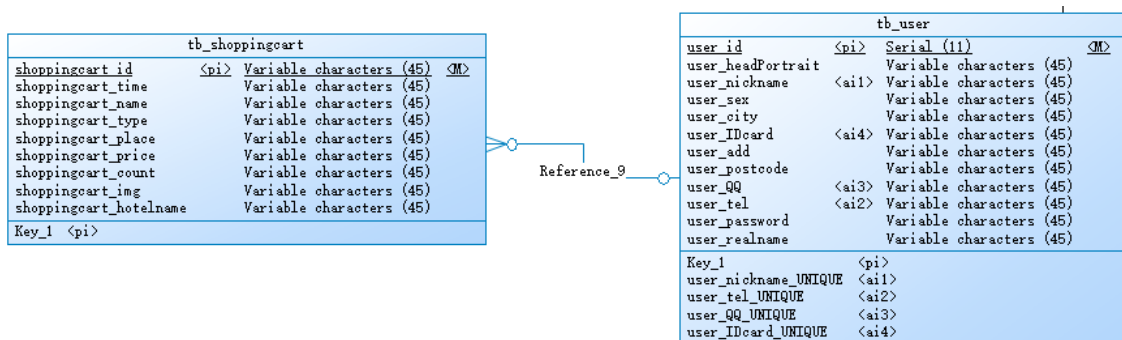 tb_shoppingcart
shoppingcart_id <pi> Variable characters (45) <M>
shoppingcart_time Variable characters (45)
shoppingcart_name Variable characters (45)
shoppingcart_type Variable characters (45)
shoppingcart_place Variable characters (45)
shoppingcart_price Variable characters (45)
shoppingcart_count Variable characters (45)
shoppingcart_img Variable characters (45)
shoppingcart_hotelname Variable characters (45)
Key_1 <pi>
Reference_9
tb_user
user_id <pi> Serial (11) <M>
user_headPortrait Variable characters (45)
user_nickname <ai1> Variable characters (45)
user_sex Variable characters (45)
user_city Variable characters (45)
user_IDcard <ai4> Variable characters (45)
user_add Variable characters (45)
user_postcode Variable characters (45)
user_QQ <ai3> Variable characters (45)
user_tel <ai2> Variable characters (45)
user_password Variable characters (45)
user_realname Variable characters (45)
Key_1 <pi>
user_nickname_UNIQUE <ai1>
user_tel_UNIQUE <ai2>
user_QQ_UNIQUE <ai3>
user_IDcard_UNIQUE <ai4>